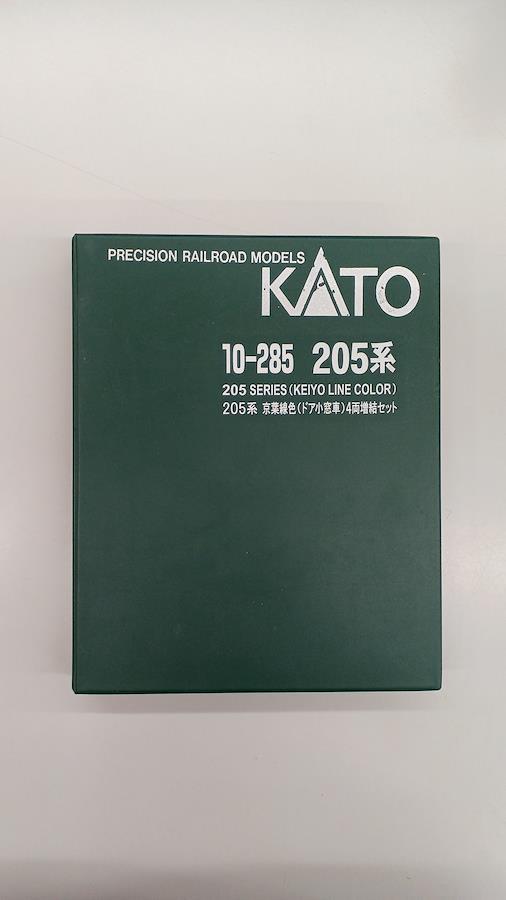 PRECISION RAILROAD MODELS
KATO
10-285 205系
205 SERIES(KEIYO LINE COLOR)
205系 京葉線色(ドア小窓車)4両増結セット